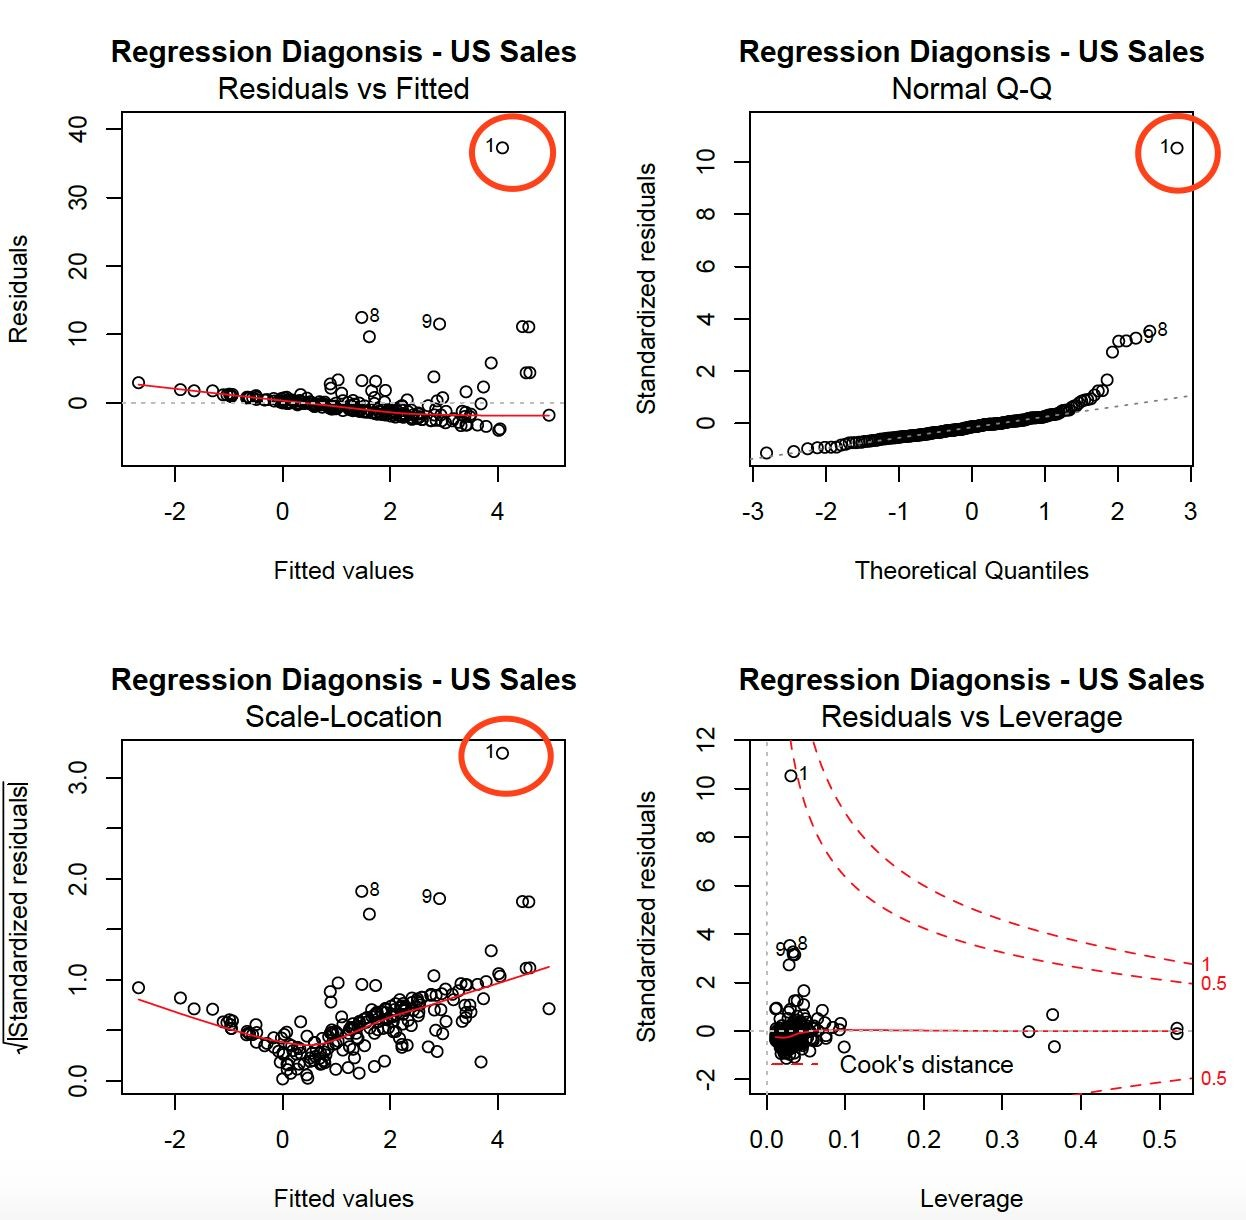 Regression Diagonsis - US Sales
Residuals vs Fitted
Residuals
40
30
20
10
0
1
8
9
-2 0 2 4
Fitted values
Regression Diagonsis - US Sales
Normal Q-Q
Standardized residuals
10
8
6
4
2
0
1
8
9
-3 -2 -1 0 1 2 3
Theoretical Quantiles
Regression Diagonsis - US Sales
Scale-Location
√|Standardized residuals|
3.0
2.0
1.0
0.0
1
8
9
-2 0 2 4
Fitted values
Regression Diagonsis - US Sales
Residuals vs Leverage
Standardized residuals
12
10
8
6
4
2
0
-2
1
9 8
1
0.5
0.5
Cook's distance
0.0 0.1 0.2 0.3 0.4 0.5
Leverage